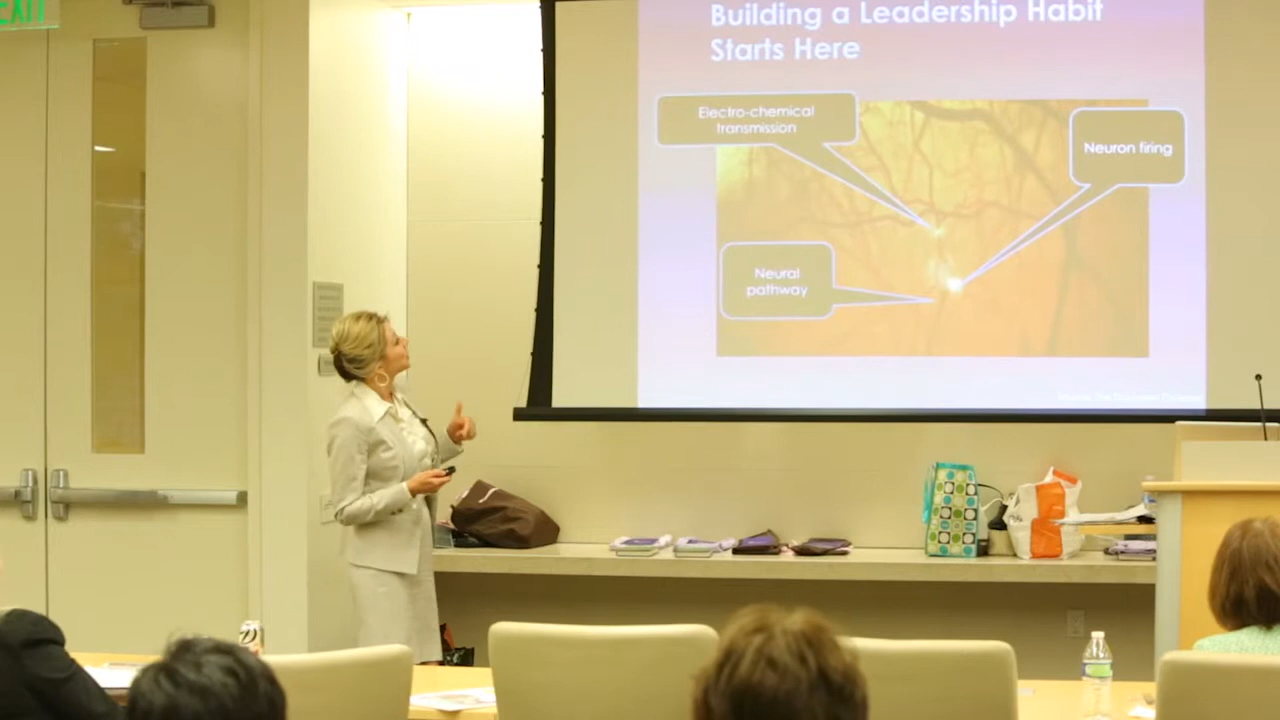 EXIT
Building a Leadership Habit
Starts Here
Electro-chemical
transmission
Neuron firing
Neural
pathway